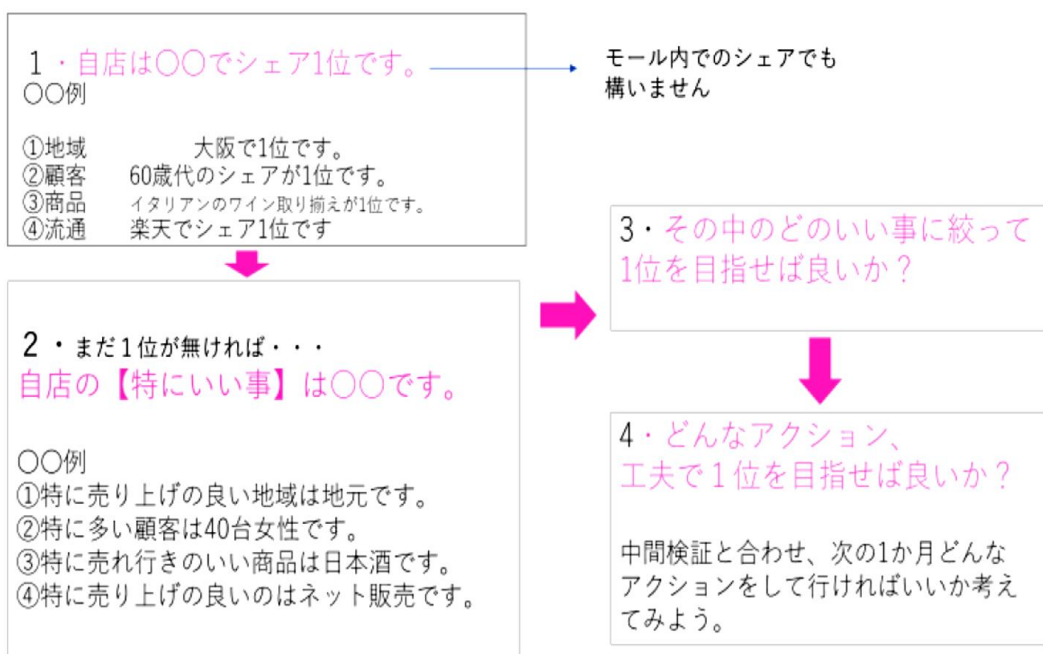 1・自店は〇〇でシェア1位です。
〇〇例
①地域 大阪で1位です。
②顧客 60歳代のシェアが1位です。
③商品 イタリアンのワイン取り揃えが1位です。
④流通 楽天でシェア1位です
モール内でのシェアでも
構いません
2・まだ1位が無ければ・・・
自店の【特にいい事】は〇〇です。
〇〇例
①特に売り上げの良い地域は地元です。
②特に多い顧客は40台女性です。
③特に売れ行きのいい商品は日本酒です。
④特に売り上げの良いのはネット販売です。
3・その中のどのいい事に絞って
1位を目指せば良いか？
4・どんなアクション、
工夫で１位を目指せば良いか？
中間検証と合わせ、次の1か月どんな
アクションをして行ければいいか考え
てみよう。